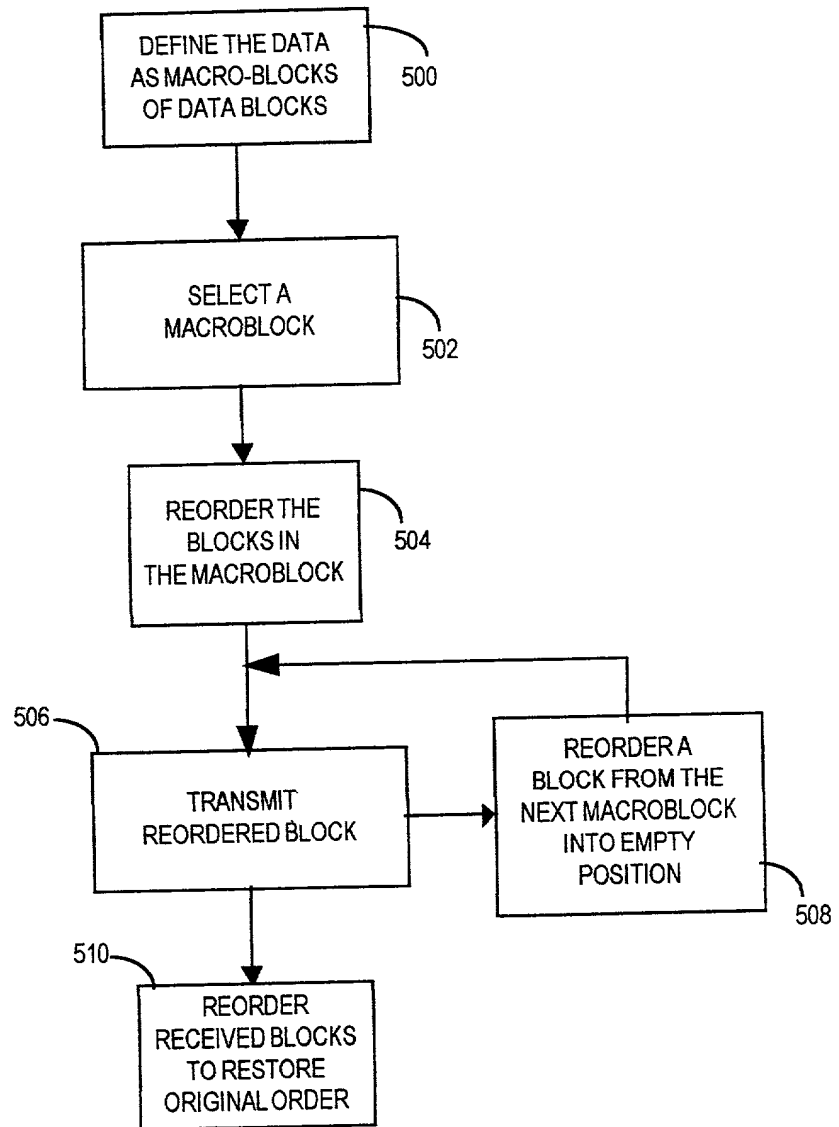 DEFINE THE DATA
AS MACRO-BLOCKS
OF DATA BLOCKS
500
SELECT A
MACROBLOCK
502
REORDER THE
BLOCKS IN
THE MACROBLOCK
504
506
TRANSMIT
REORDERED BLOCK
REORDER A
BLOCK FROM THE
NEXT MACROBLOCK
INTO EMPTY
POSITION
508
510
REORDER
RECEIVED BLOCKS
TO RESTORE
ORIGINAL ORDER